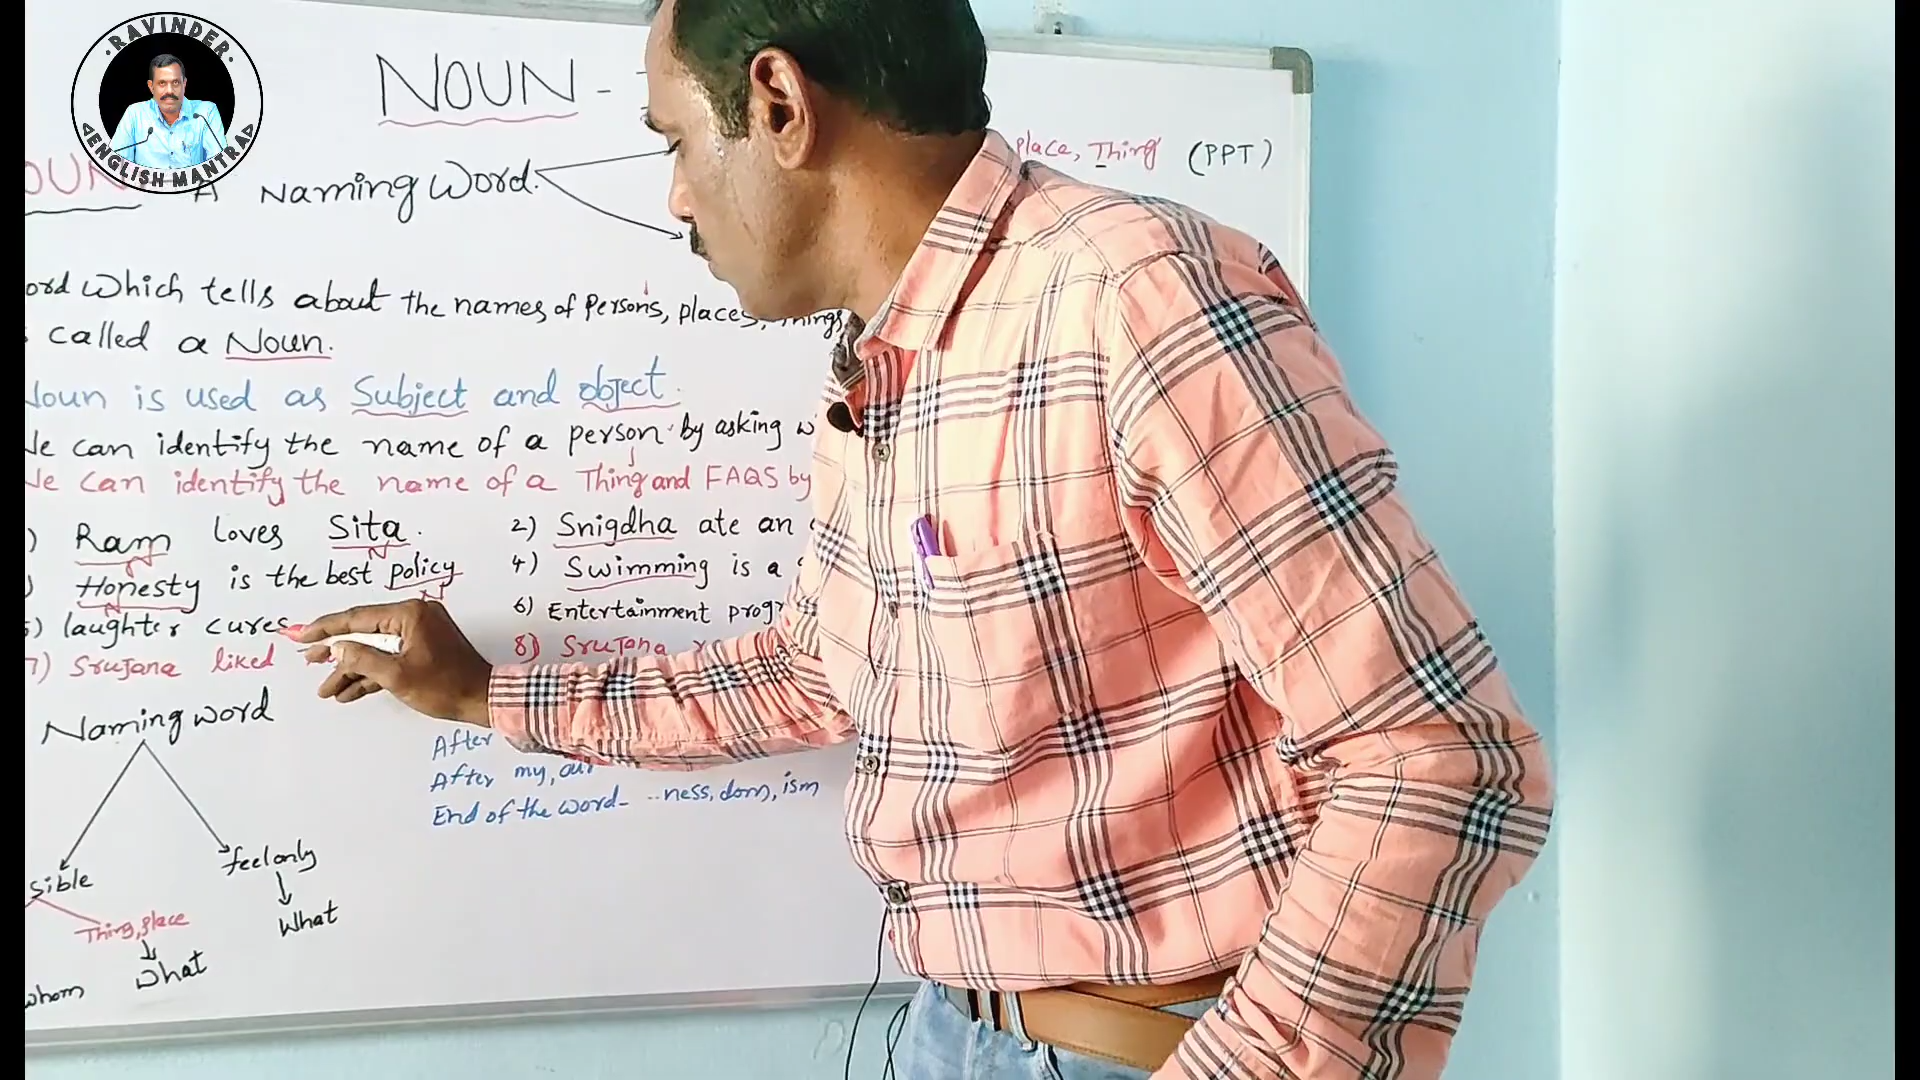 RAVINDER
ENGLISH MANTRA
NOUN -
Place, Thing (PPT)
OUN A Naming Word.
ord which tells about the names of Persons, places, Things,
called a Noun.
Noun is used as Subject and object.
We can identify the name of a person by asking w
We can identify the name of a Thing and FAQS by
1) Ram loves Sita.
N N
2) Snigdha ate an
Honesty is the best policy
N N
4) Swimming is a
5) laughter cures
6) Entertainment progr
7) SruJana liked
8) SruJana
Naming word
After
After my, our
End of the word- ..ness, dom, ism
sible
feel only
Thing, place
What
what
whom